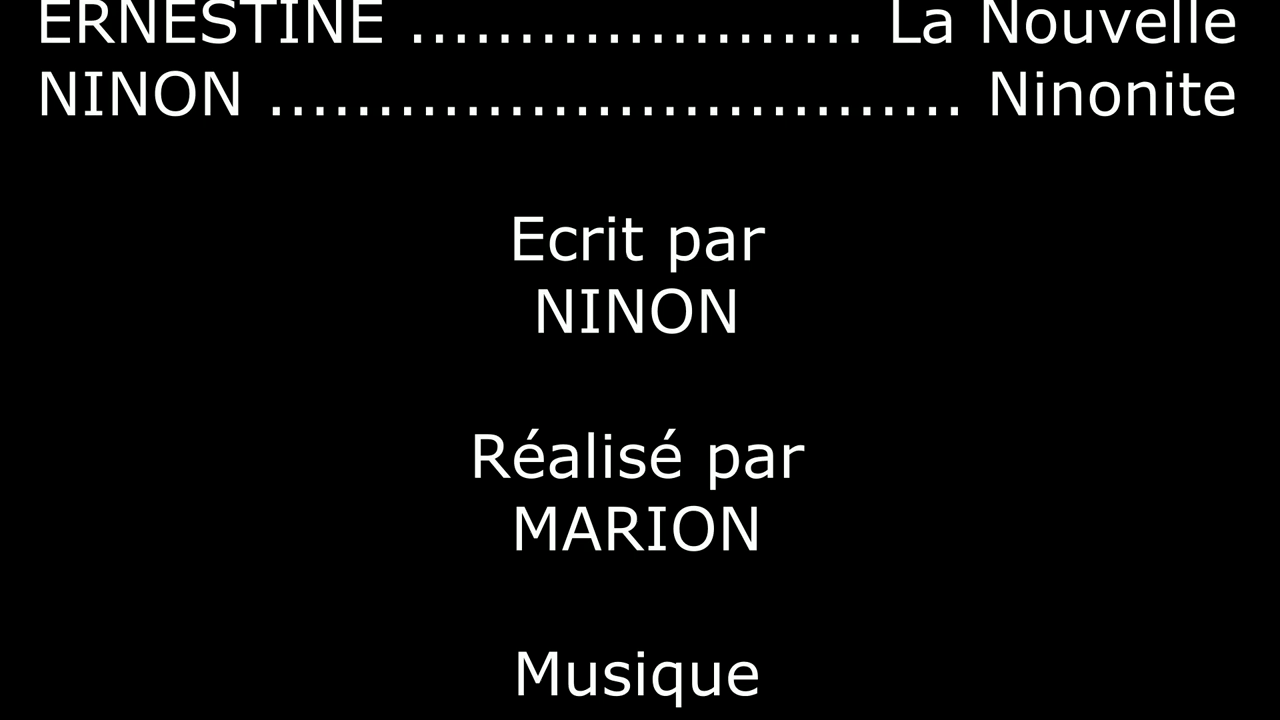 ERNESTINE ..................... La Nouvelle
NINON ................................ Ninonite
Ecrit par
NINON
Réalisé par
MARION
Musique